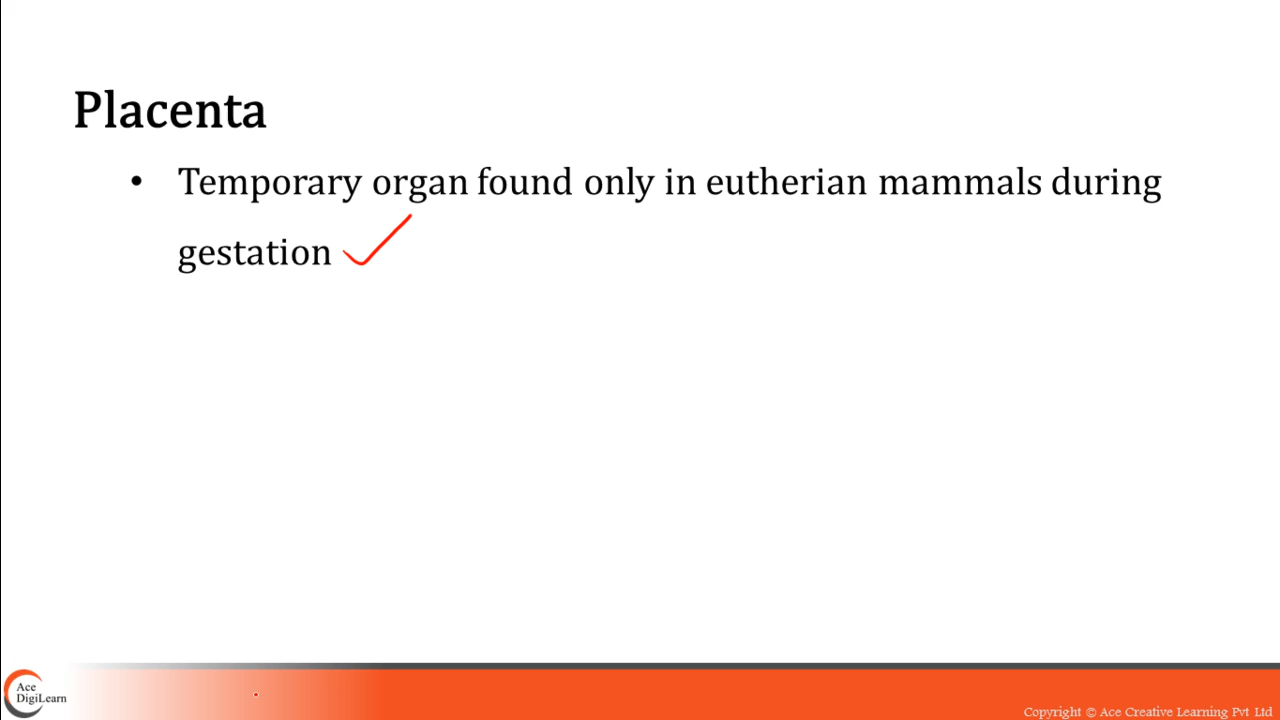 Placenta
• Temporary organ found only in eutherian mammals during
gestation
Ace
DigiLearn
Copyright © Ace Creative Learning Pvt Ltd